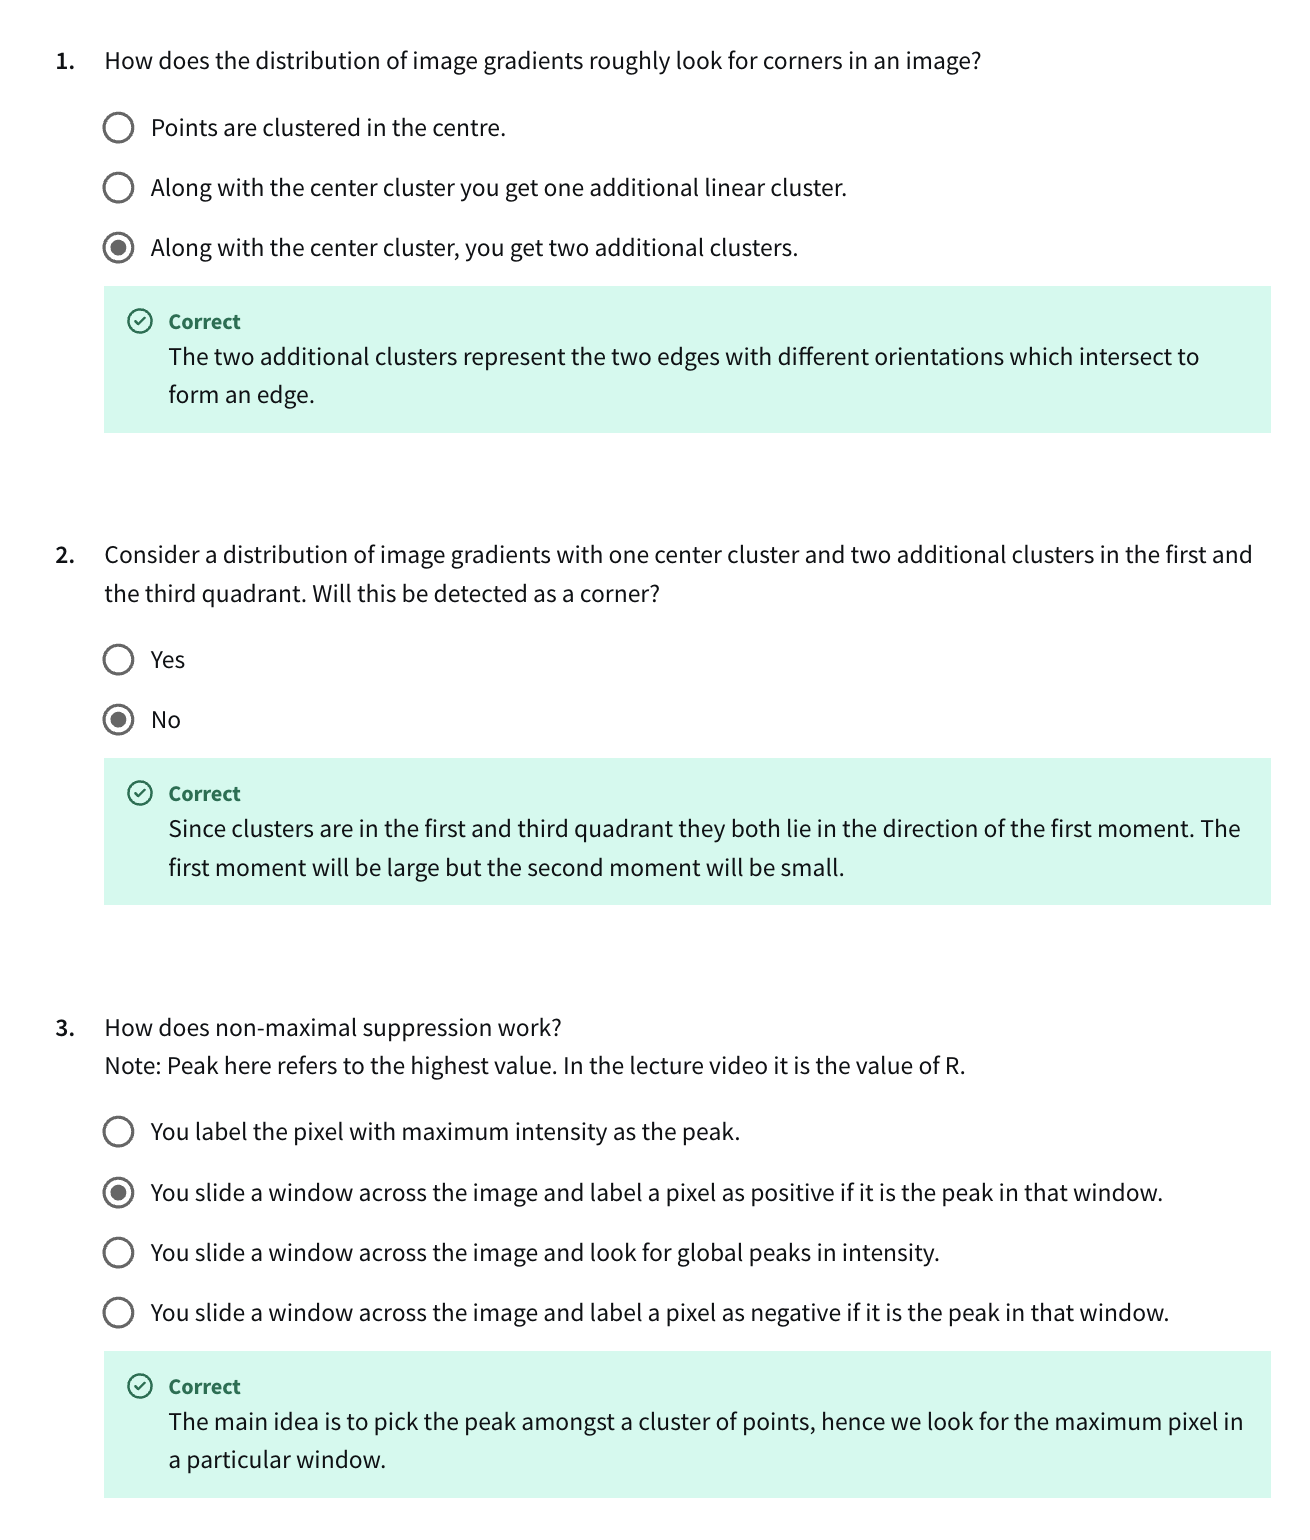 1. How does the distribution of image gradients roughly look for corners in an image?
Points are clustered in the centre.
Along with the center cluster you get one additional linear cluster.
Along with the center cluster, you get two additional clusters.
Correct
The two additional clusters represent the two edges with different orientations which intersect to
form an edge.
2. Consider a distribution of image gradients with one center cluster and two additional clusters in the first and
the third quadrant. Will this be detected as a corner?
Yes
No
Correct
Since clusters are in the first and third quadrant they both lie in the direction of the first moment. The
first moment will be large but the second moment will be small.
3. How does non-maximal suppression work?
Note: Peak here refers to the highest value. In the lecture video it is the value of R.
You label the pixel with maximum intensity as the peak.
You slide a window across the image and label a pixel as positive if it is the peak in that window.
You slide a window across the image and look for global peaks in intensity.
You slide a window across the image and label a pixel as negative if it is the peak in that window.
Correct
The main idea is to pick the peak amongst a cluster of points, hence we look for the maximum pixel in
a particular window.